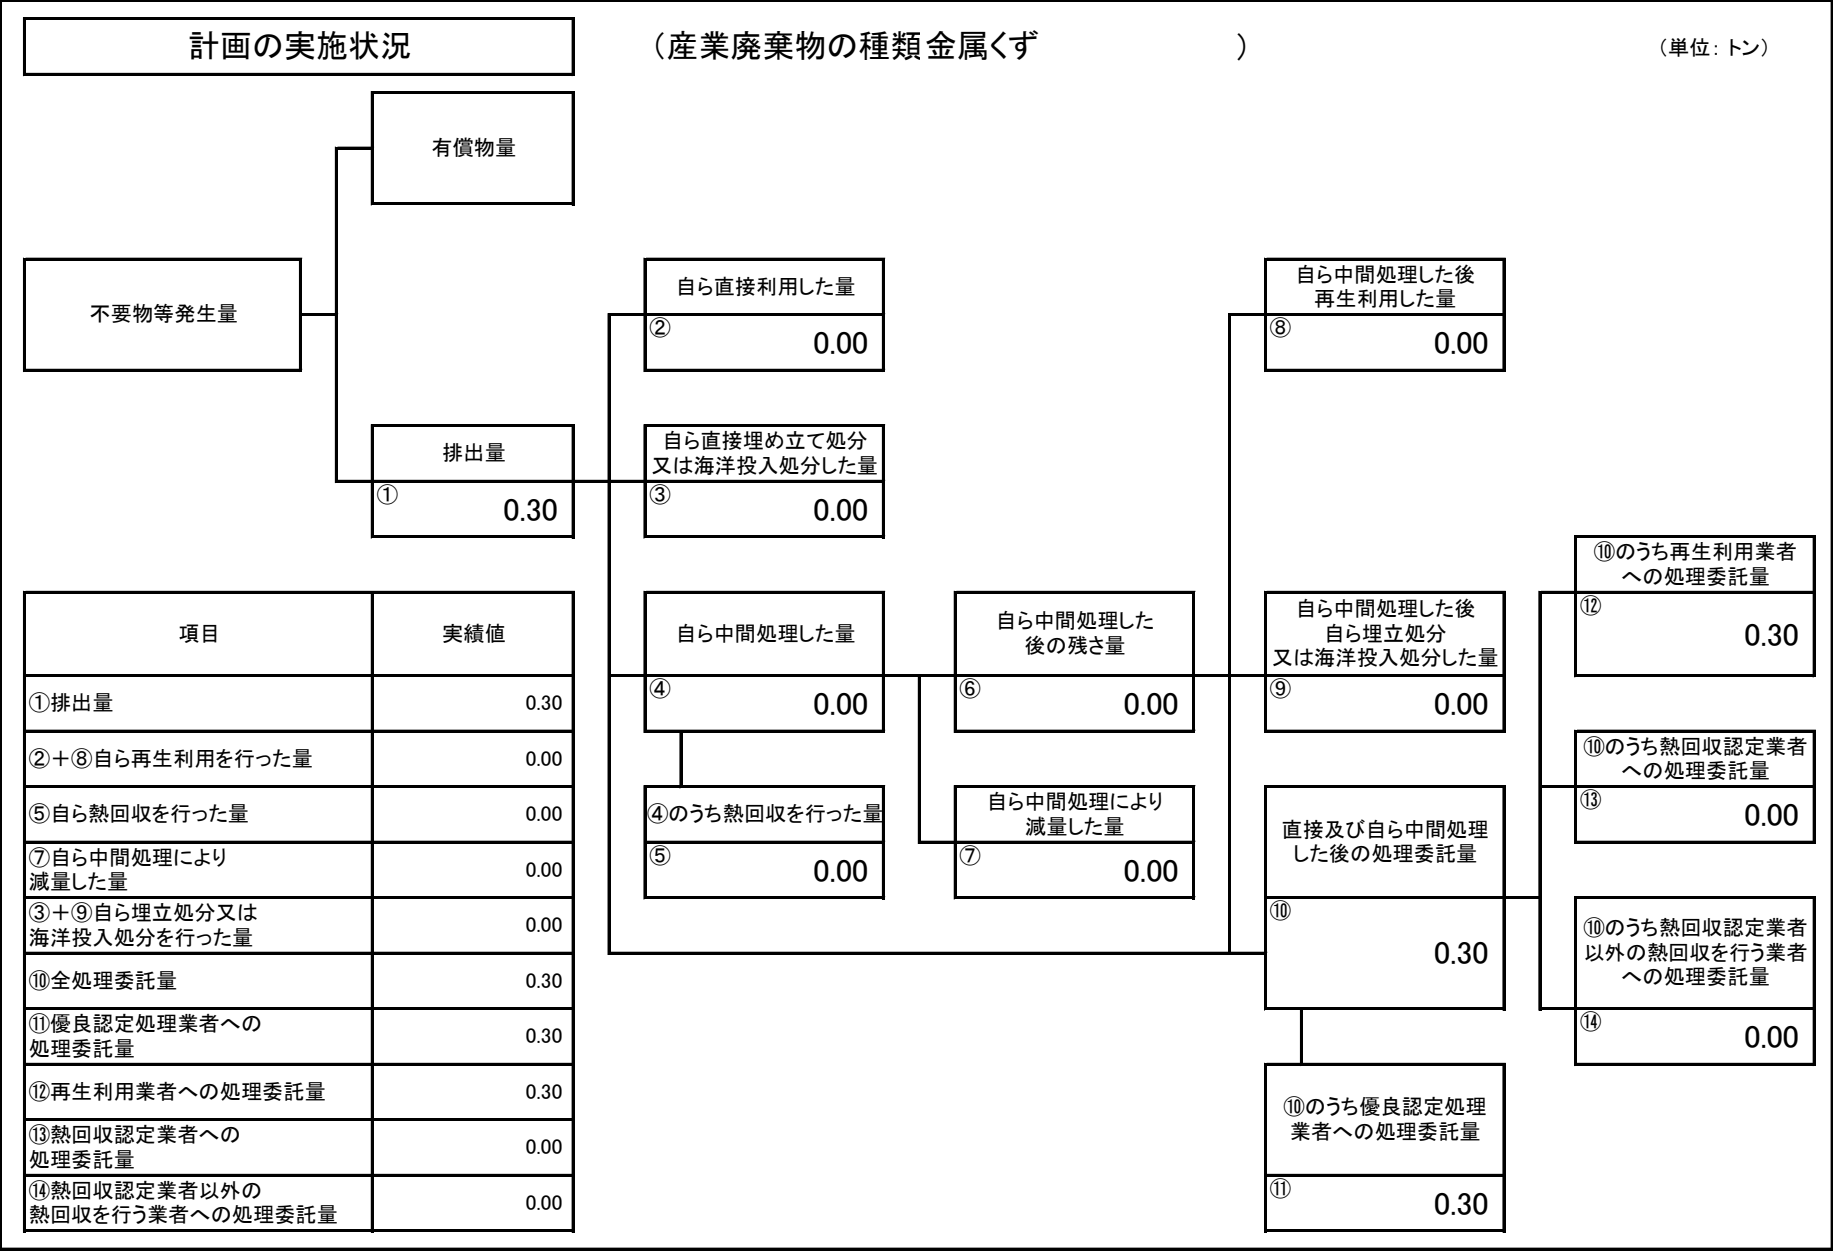 計画の実施状況
（産業廃棄物の種類 金属くず　　　　　　）
（単位：トン）
有償物量
不要物等発生量
自ら直接利用した量
②
0.00
自ら中間処理した後
再生利用した量
⑧
0.00
排出量
①
0.30
自ら直接埋め立て処分
又は海洋投入処分した量
③
0.00
自ら中間処理した量
④
0.00
自ら中間処理した
後の残さ量
⑥
0.00
自ら中間処理した後
自ら埋立処分
又は海洋投入処分した量
⑨
0.00
⑩のうち再生利用業者
への処理委託量
⑫
0.30
④のうち熱回収を行った量
⑤
0.00
自ら中間処理により
減量した量
⑦
0.00
直接及び自ら中間処理
した後の処理委託量
⑩
0.30
⑩のうち熱回収認定業者
への処理委託量
⑬
0.00
⑩のうち熱回収認定業者
以外の熱回収を行う業者
への処理委託量
⑭
0.00
⑩のうち優良認定処理
業者への処理委託量
⑪
0.30
項目 実績値
①排出量 0.30
②＋⑧自ら再生利用を行った量 0.00
⑤自ら熱回収を行った量 0.00
⑦自ら中間処理により
減量した量 0.00
③＋⑨自ら埋立処分又は
海洋投入処分を行った量 0.00
⑩全処理委託量 0.30
⑪優良認定処理業者への
処理委託量 0.30
⑫再生利用業者への処理委託量 0.30
⑬熱回収認定業者への
処理委託量 0.00
⑭熱回収認定業者以外の
熱回収を行う業者への処理委託量 0.00